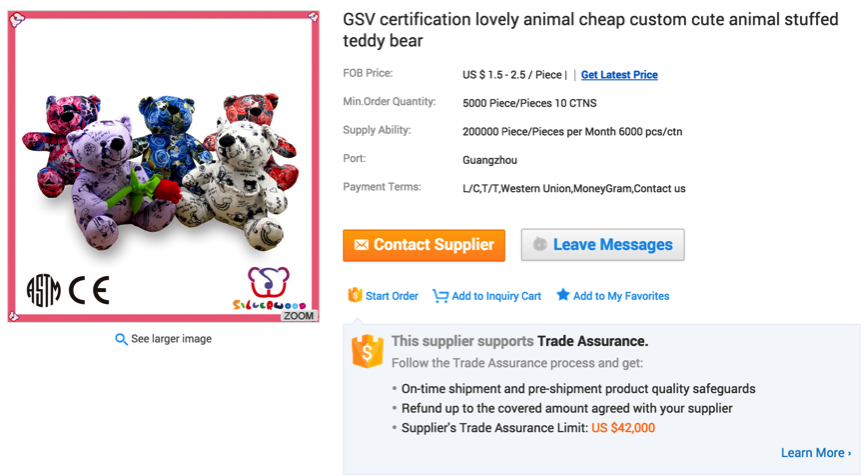 GSV certification lovely animal cheap custom cute animal stuffed
teddy bear
FOB Price: US $ 1.5 - 2.5 / Piece | | Get Latest Price
Min.Order Quantity: 5000 Piece/Pieces 10 CTNS
Supply Ability: 200000 Piece/Pieces per Month 6000 pcs/ctn
Port: Guangzhou
Payment Terms: L/C,T/T,Western Union,MoneyGram,Contact us
Contact Supplier Leave Messages
Start Order Add to Inquiry Cart Add to My Favorites
This supplier supports Trade Assurance.
Follow the Trade Assurance process and get:
• On-time shipment and pre-shipment product quality safeguards
• Refund up to the covered amount agreed with your supplier
• Supplier's Trade Assurance Limit: US $42,000
Learn More ›
ASTM CE
Silverwood
ZOOM
See larger image